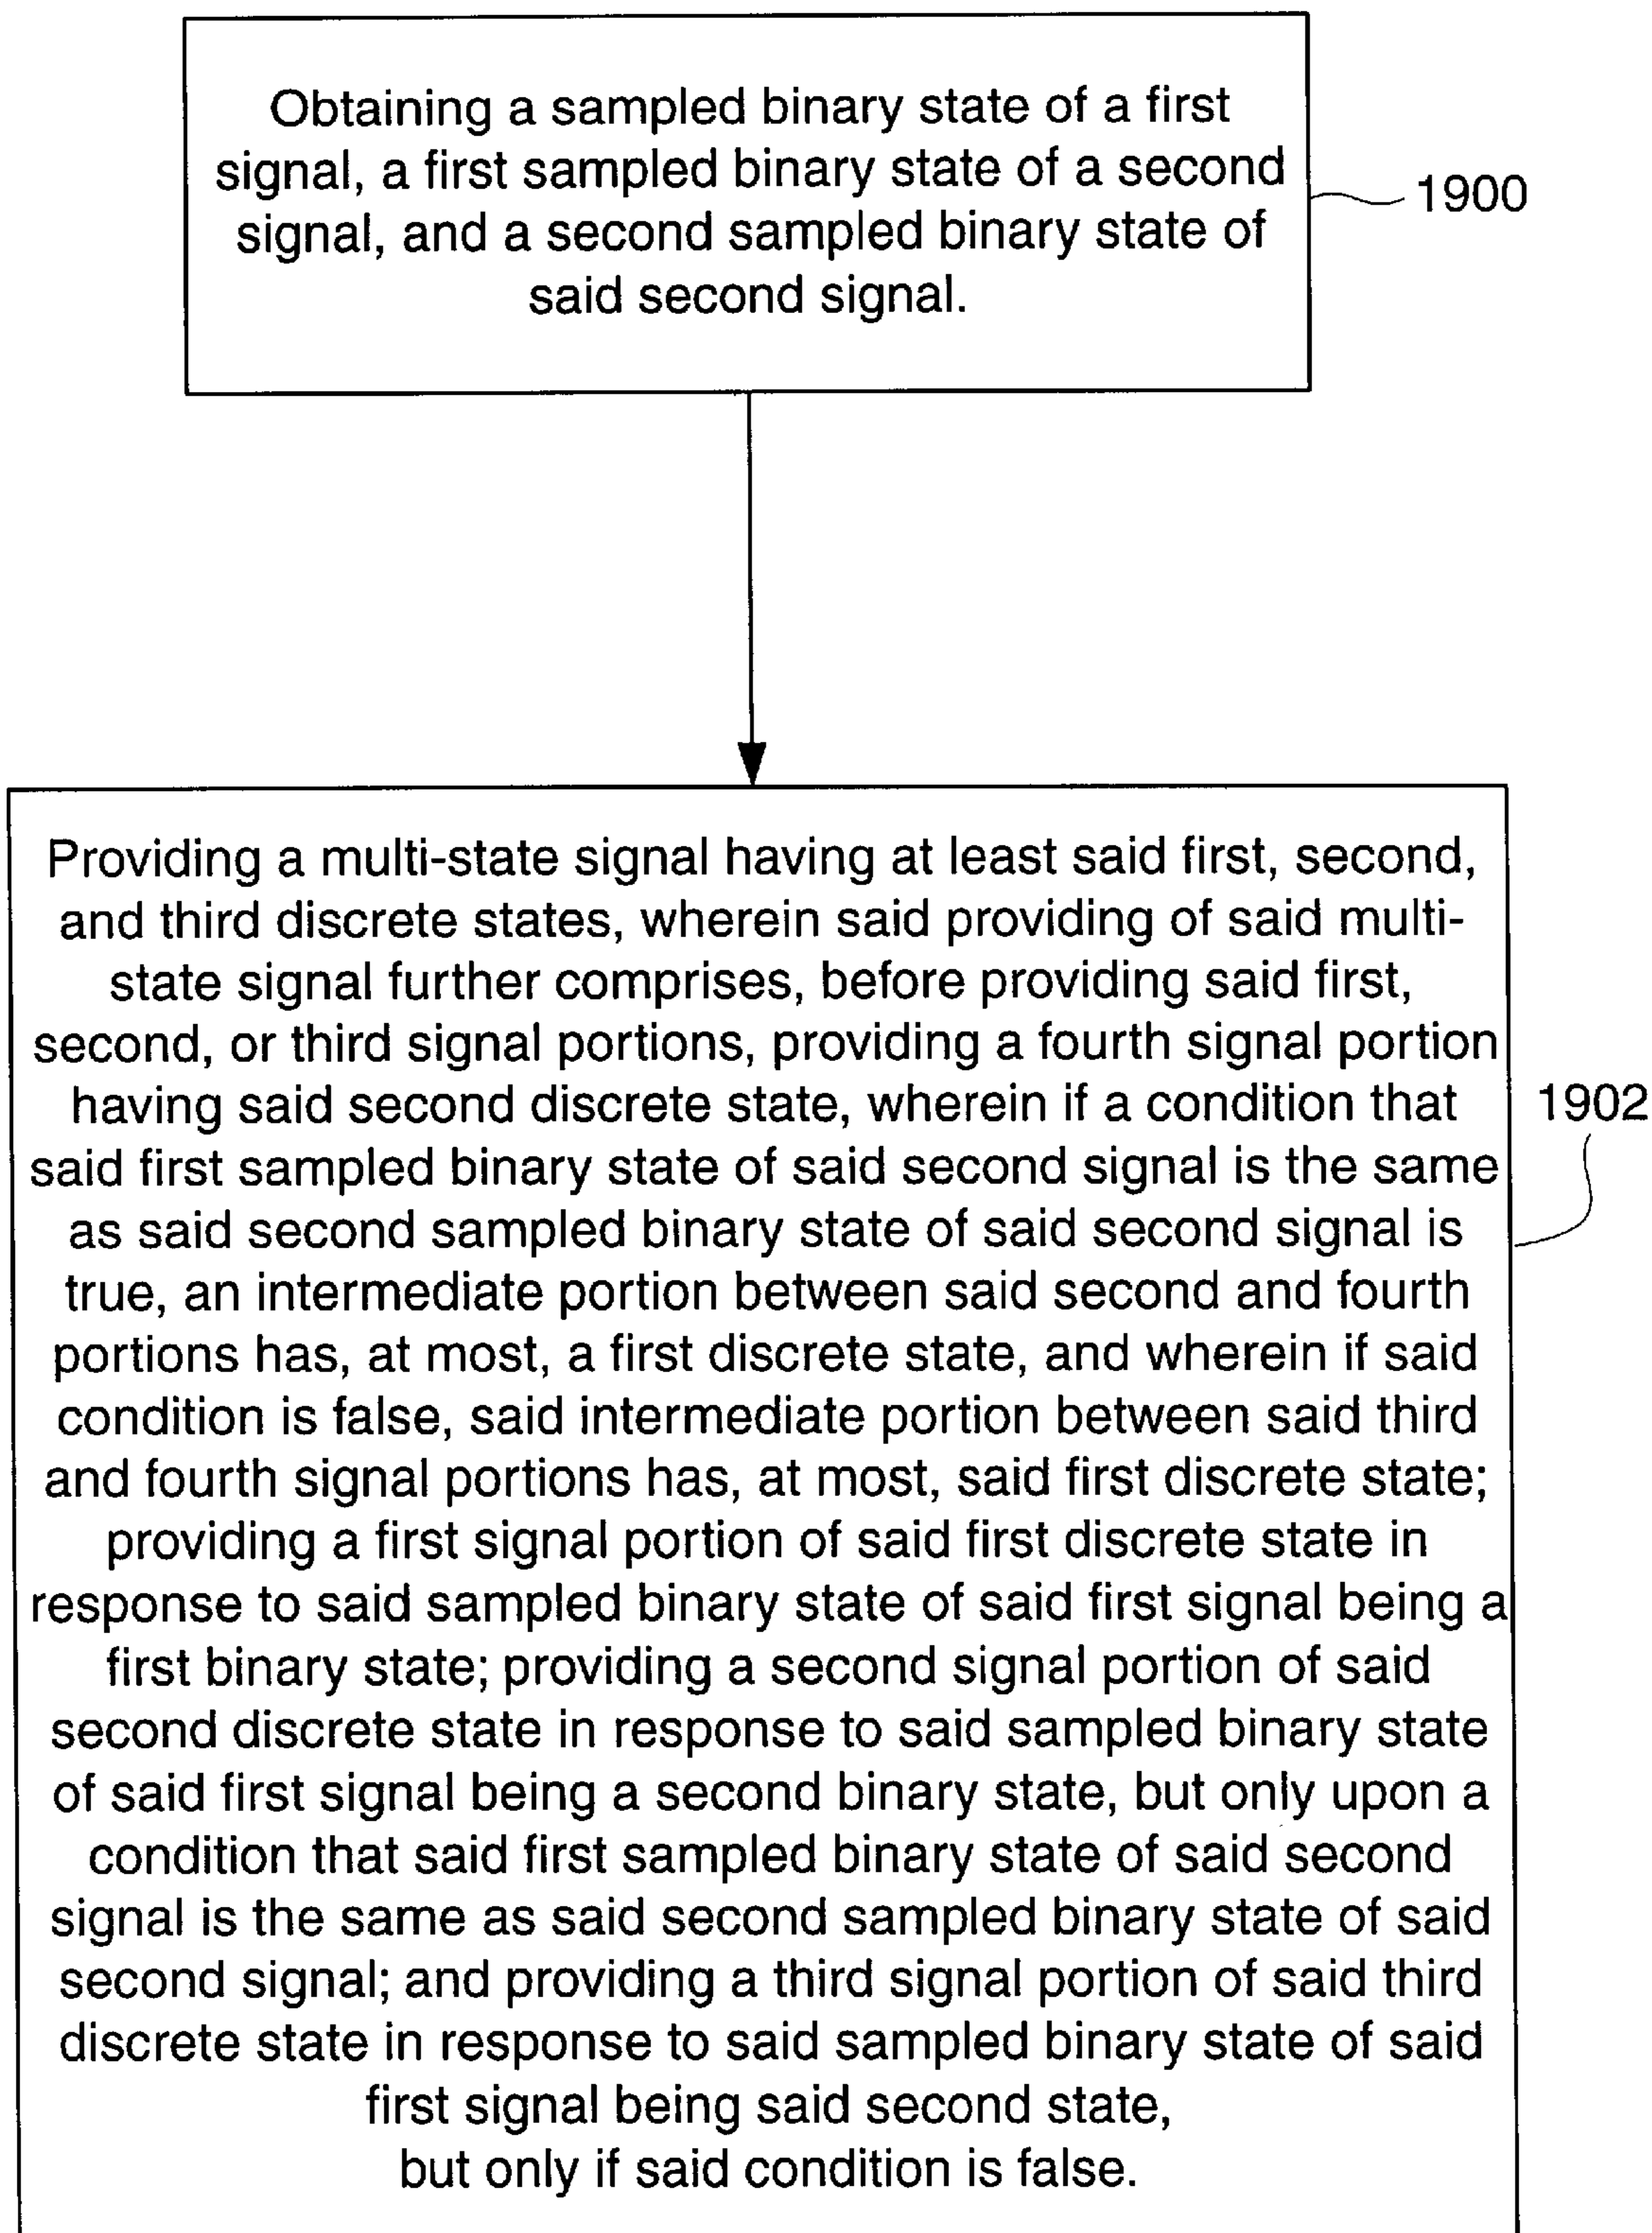 Obtaining a sampled binary state of a first
signal, a first sampled binary state of a second
signal, and a second sampled binary state of
said second signal.
1900
Providing a multi-state signal having at least said first, second,
and third discrete states, wherein said providing of said multi-
state signal further comprises, before providing said first,
second, or third signal portions, providing a fourth signal portion
having said second discrete state, wherein if a condition that
1902
said first sampled binary state of said second signal is the same
as said second sampled binary state of said second signal is
true, an intermediate portion between said second and fourth
portions has, at most, a first discrete state, and wherein if said
condition is false, said intermediate portion between said third
and fourth signal portions has, at most, said first discrete state;
providing a first signal portion of said first discrete state in
response to said sampled binary state of said first signal being a
first binary state; providing a second signal portion of said
second discrete state in response to said sampled binary state
of said first signal being a second binary state, but only upon a
condition that said first sampled binary state of said second
signal is the same as said second sampled binary state of said
second signal; and providing a third signal portion of said third
discrete state in response to said sampled binary state of said
first signal being said second state,
but only if said condition is false.